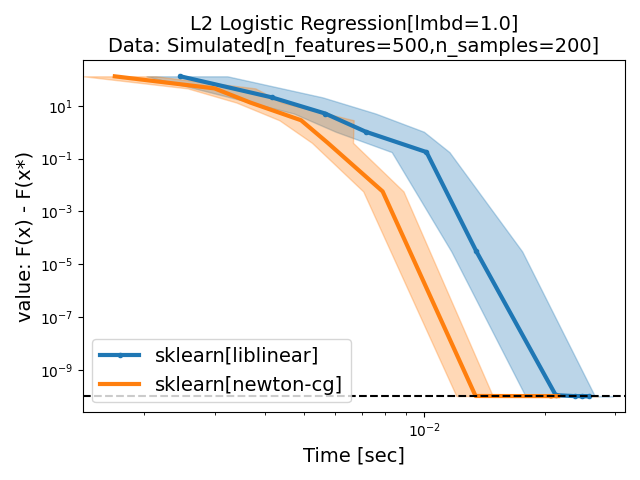 L2 Logistic Regression[lmbd=1.0]
Data: Simulated[n_features=500,n_samples=200]
value: F(x) - F(x*)
10¹
10⁻¹
10⁻³
10⁻⁵
10⁻⁷
10⁻⁹
sklearn[liblinear]
sklearn[newton-cg]
10⁻²
Time [sec]